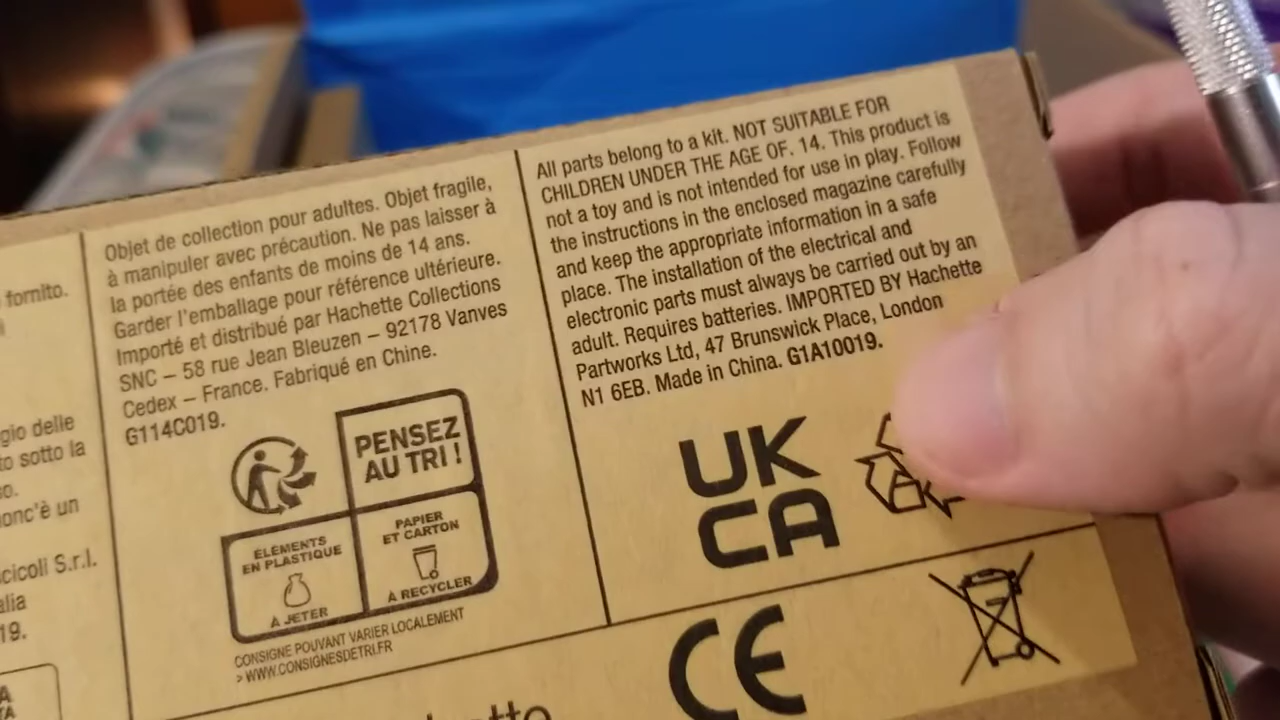 fornito.
gio delle
to sotto la
o.
onc'è un
cicoli S.r.l.
alia
19.
A
TA
Objet de collection pour adultes. Objet fragile,
à manipuler avec précaution. Ne pas laisser à
la portée des enfants de moins de 14 ans.
Garder l'emballage pour référence ultérieure.
Importé et distribué par Hachette Collections
SNC – 58 rue Jean Bleuzen – 92178 Vanves
Cedex – France. Fabriqué en Chine.
G114C019.
PENSEZ
AU TRI !
ÉLÉMENTS
EN PLASTIQUE
À JETER
PAPIER
ET CARTON
À RECYCLER
CONSIGNE POUVANT VARIER LOCALEMENT
> WWW.CONSIGNESDETRI.FR
All parts belong to a kit. NOT SUITABLE FOR
CHILDREN UNDER THE AGE OF. 14. This product is
not a toy and is not intended for use in play. Follow
the instructions in the enclosed magazine carefully
and keep the appropriate information in a safe
place. The installation of the electrical and
electronic parts must always be carried out by an
adult. Requires batteries. IMPORTED BY Hachette
Partworks Ltd, 47 Brunswick Place, London
N1 6EB. Made in China. G1A10019.
UK
CA
CE